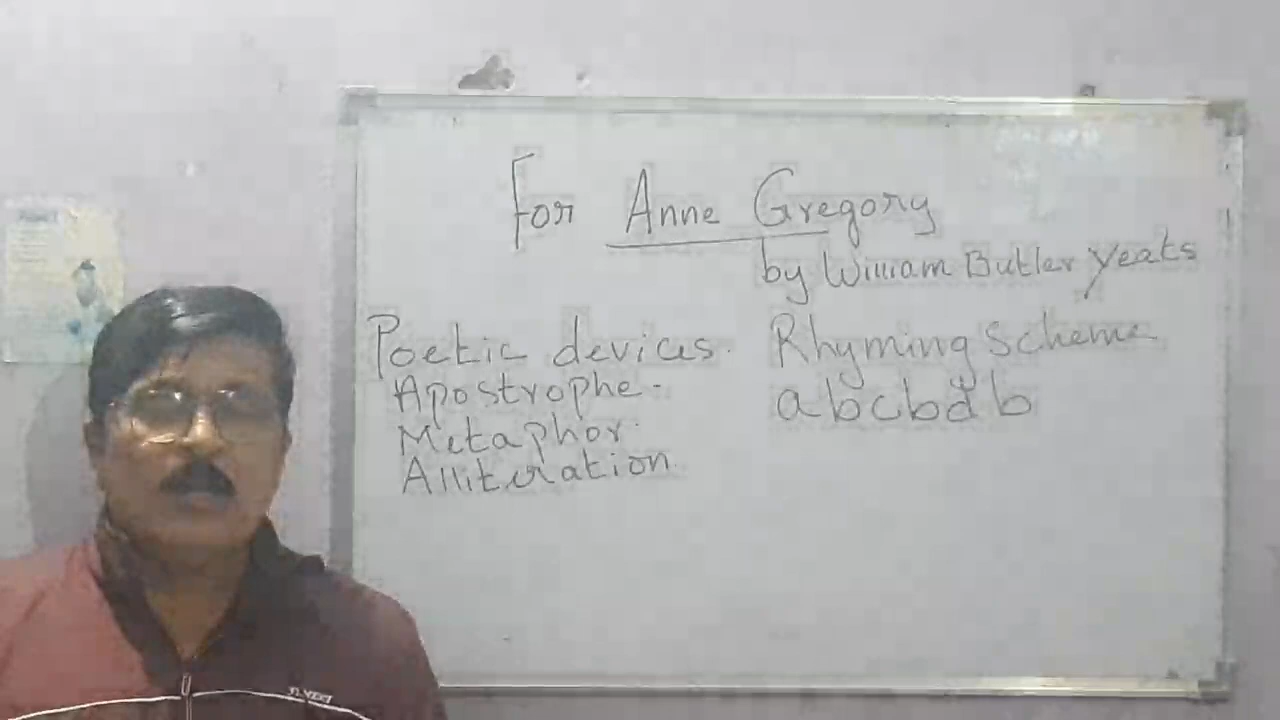 For Anne Gregory
by William Butler Yeats
Poetic devices.
Apostrophe.
Metaphor.
Alliteration.
Rhyming Scheme
abcbdb